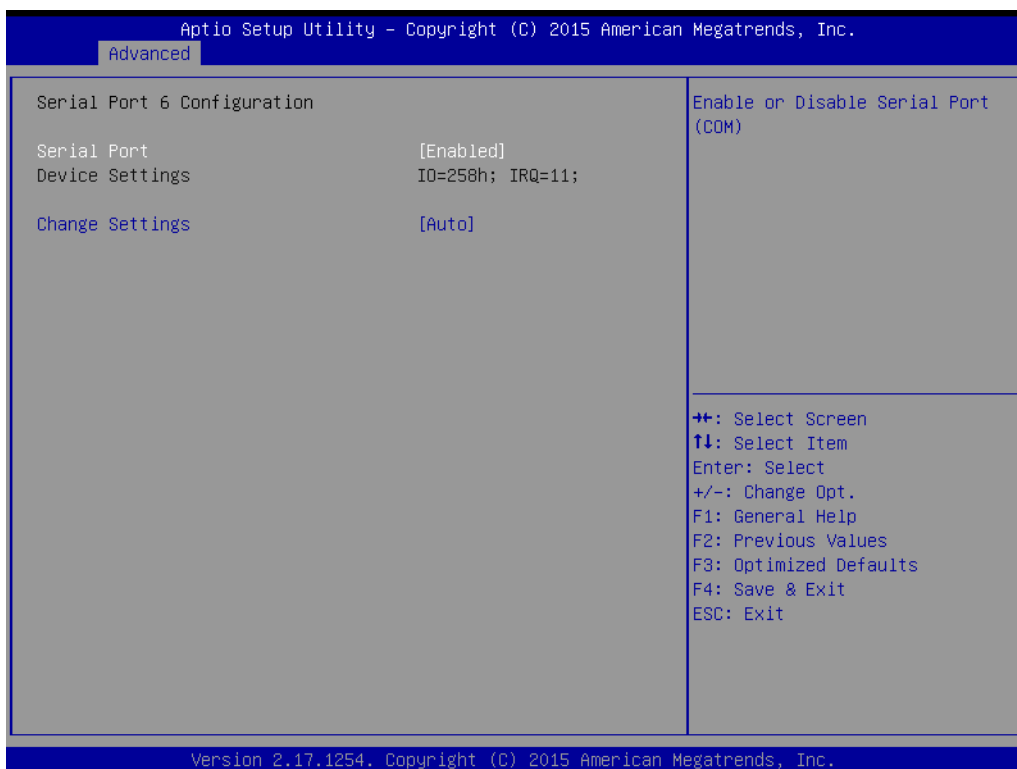 Aptio Setup Utility – Copyright (C) 2015 American Megatrends, Inc.
Advanced
Serial Port 6 Configuration
Serial Port [Enabled]
Device Settings IO=258h; IRQ=11;
Change Settings [Auto]
Enable or Disable Serial Port
(COM)
→←: Select Screen
↑↓: Select Item
Enter: Select
+/-: Change Opt.
F1: General Help
F2: Previous Values
F3: Optimized Defaults
F4: Save & Exit
ESC: Exit
Version 2.17.1254. Copyright (C) 2015 American Megatrends, Inc.